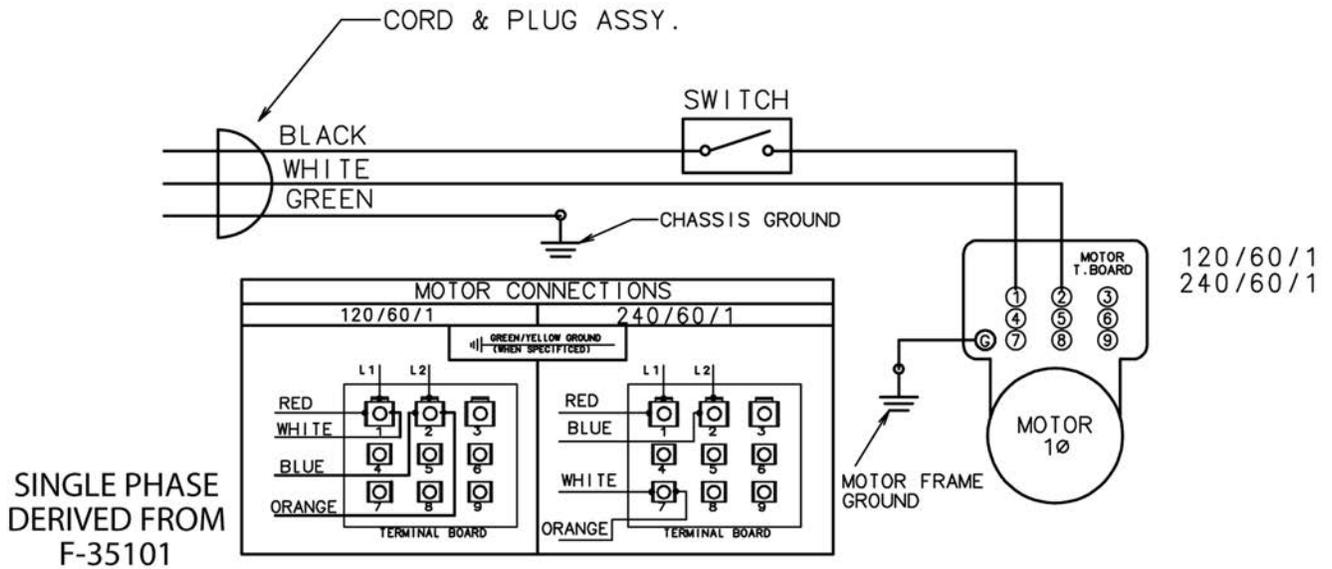 CORD & PLUG ASSY.
SWITCH
BLACK
WHITE
GREEN
CHASSIS GROUND
MOTOR
T.BOARD
1 2 3
4 5 6
G 7 8 9
120/60/1
240/60/1
MOTOR
1Ø
MOTOR FRAME
GROUND
MOTOR CONNECTIONS
120/60/1
240/60/1
GREEN/YELLOW GROUND
(WHEN SPECIFICED)
L1 L2
RED
WHITE
BLUE
ORANGE
1 2 3
4 5 6
7 8 9
TERMINAL BOARD
L1 L2
RED
BLUE
WHITE
ORANGE
1 2 3
4 5 6
7 8 9
TERMINAL BOARD
SINGLE PHASE
DERIVED FROM
F-35101